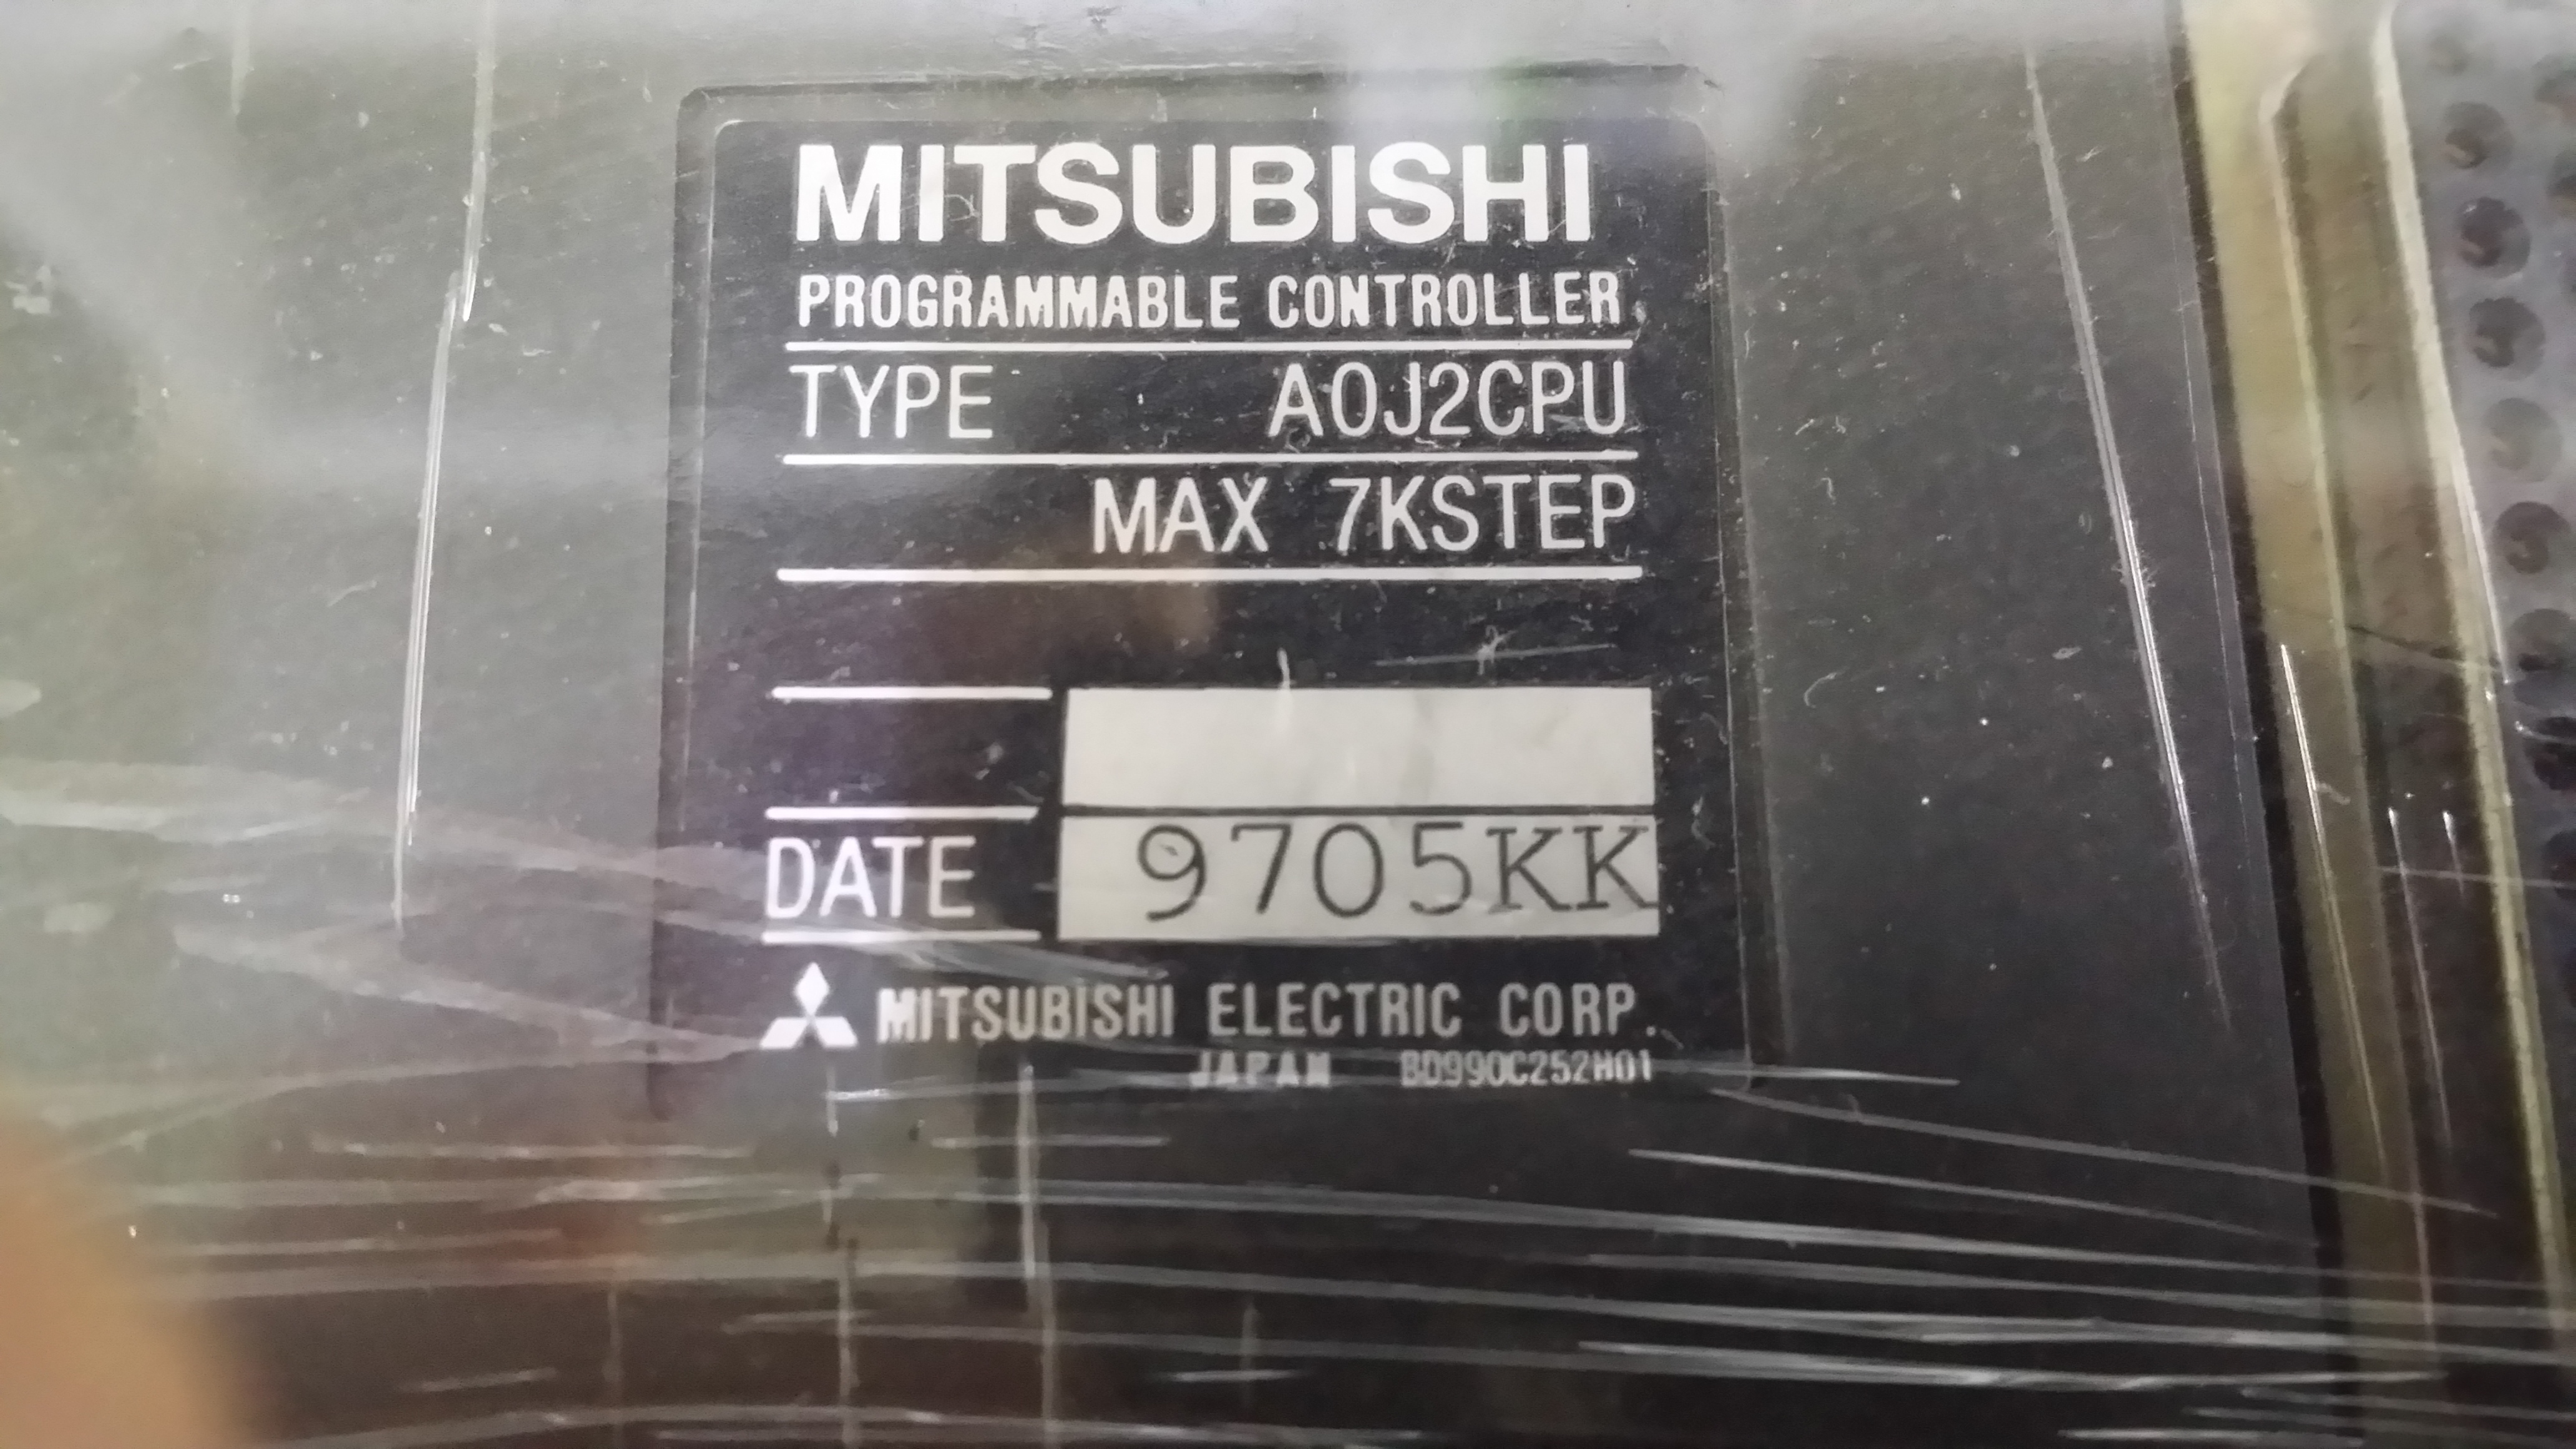 MITSUBISHI
PROGRAMMABLE CONTROLLER
TYPE A0J2CPU
MAX 7KSTEP
DATE 9705KK
MITSUBISHI ELECTRIC CORP.
JAPAN BD990C252H01